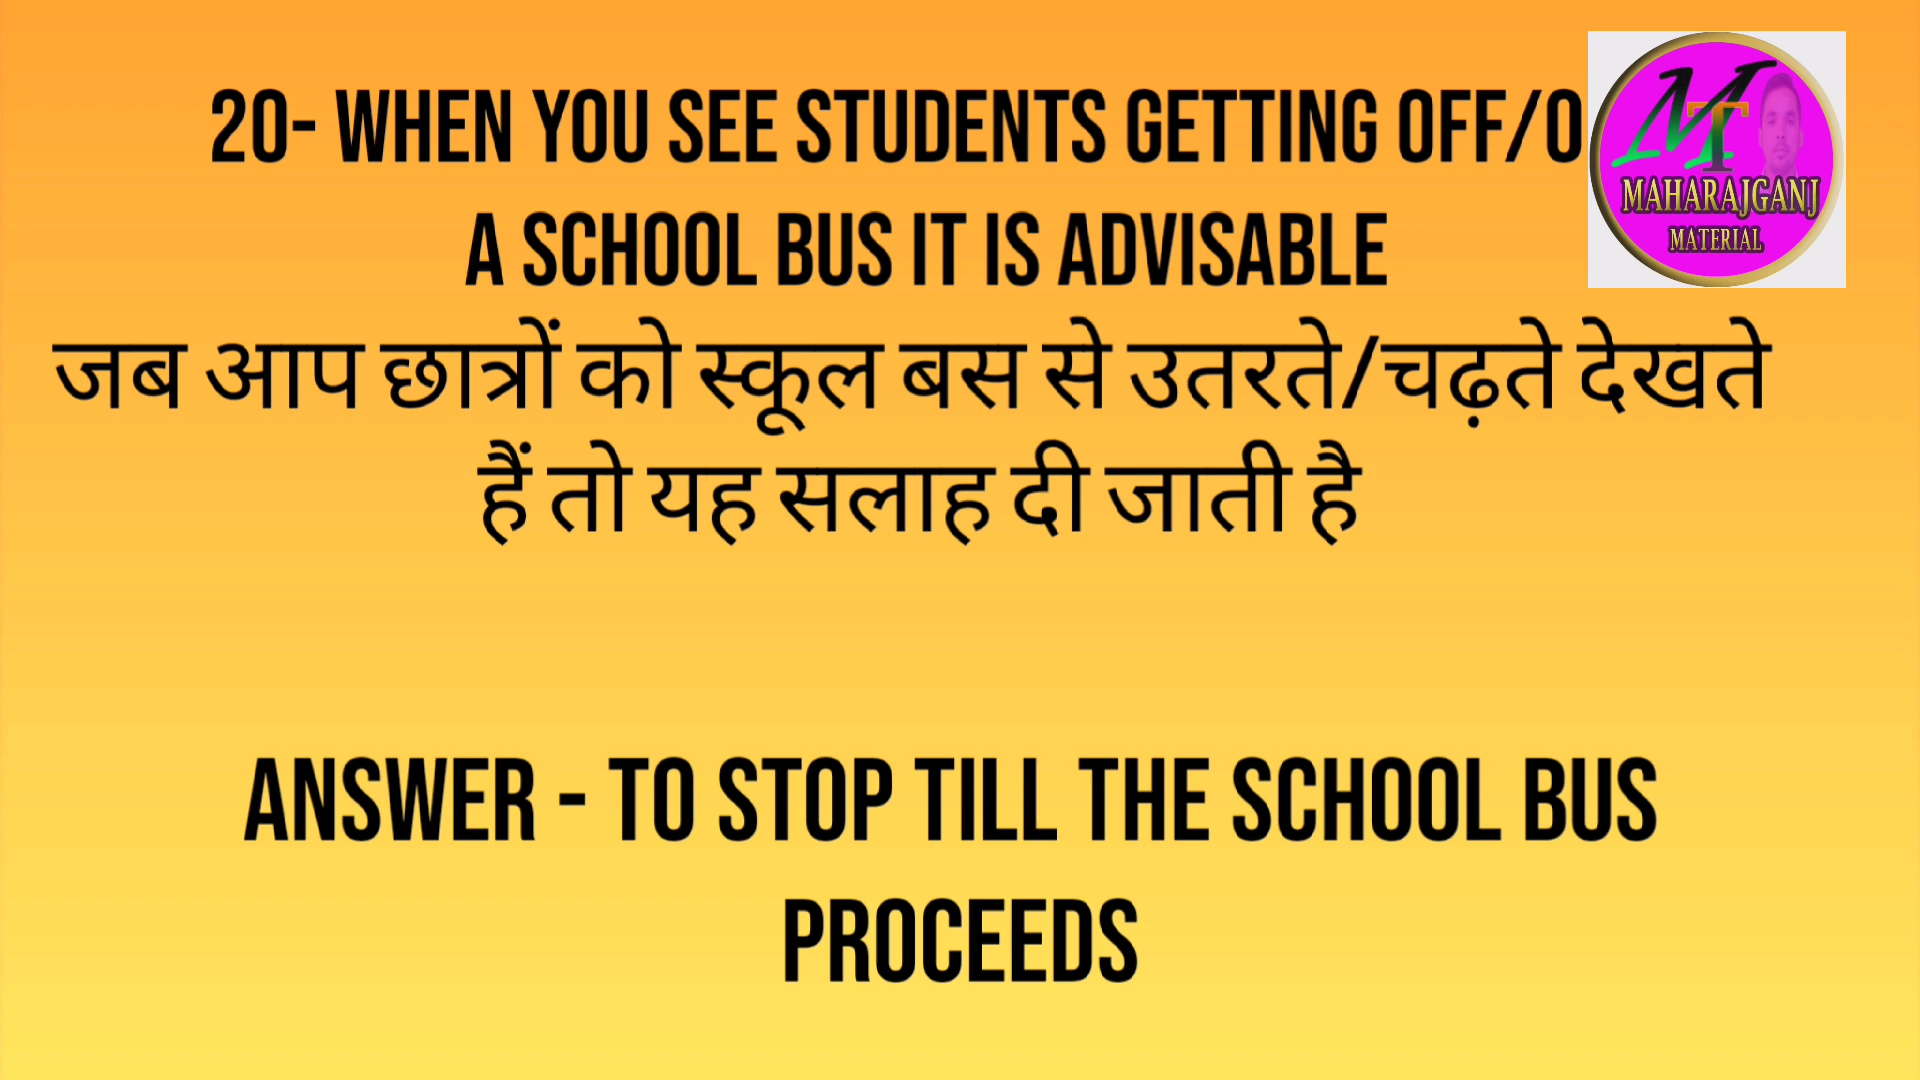 20- WHEN YOU SEE STUDENTS GETTING OFF/O
A SCHOOL BUS IT IS ADVISABLE
जब आप छात्रों को स्कूल बस से उतरते/चढ़ते देखते
हैं तो यह सलाह दी जाती है
ANSWER - TO STOP TILL THE SCHOOL BUS
PROCEEDS
MT
MAHARAJGANJ
MATERIAL